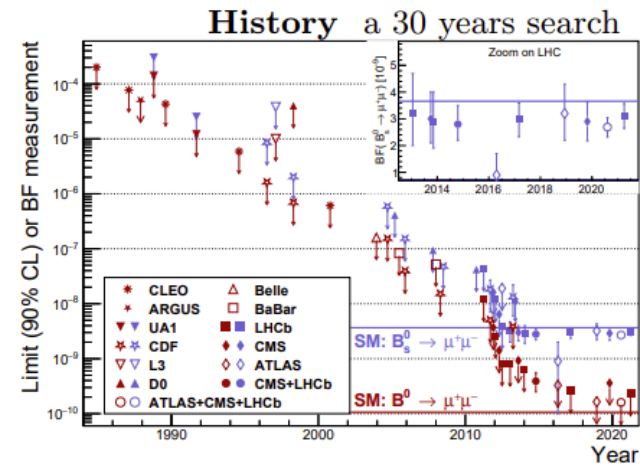 History a 30 years search
Zoom on LHC
BF(B⁰ₛ → μ⁺μ⁻) [10⁻⁹]
5
4
3
2
1
2014 2016 2018 2020
Limit (90% CL) or BF measurement
10⁻⁴
10⁻⁵
10⁻⁶
10⁻⁷
10⁻⁸
10⁻⁹
10⁻¹⁰
CLEO Belle
ARGUS BaBar
UA1 LHCb
CDF CMS
L3 ATLAS
D0 CMS+LHCb
ATLAS+CMS+LHCb
SM: B⁰ₛ → μ⁺μ⁻
SM: B⁰ → μ⁺μ⁻
1990 2000 2010 2020
Year